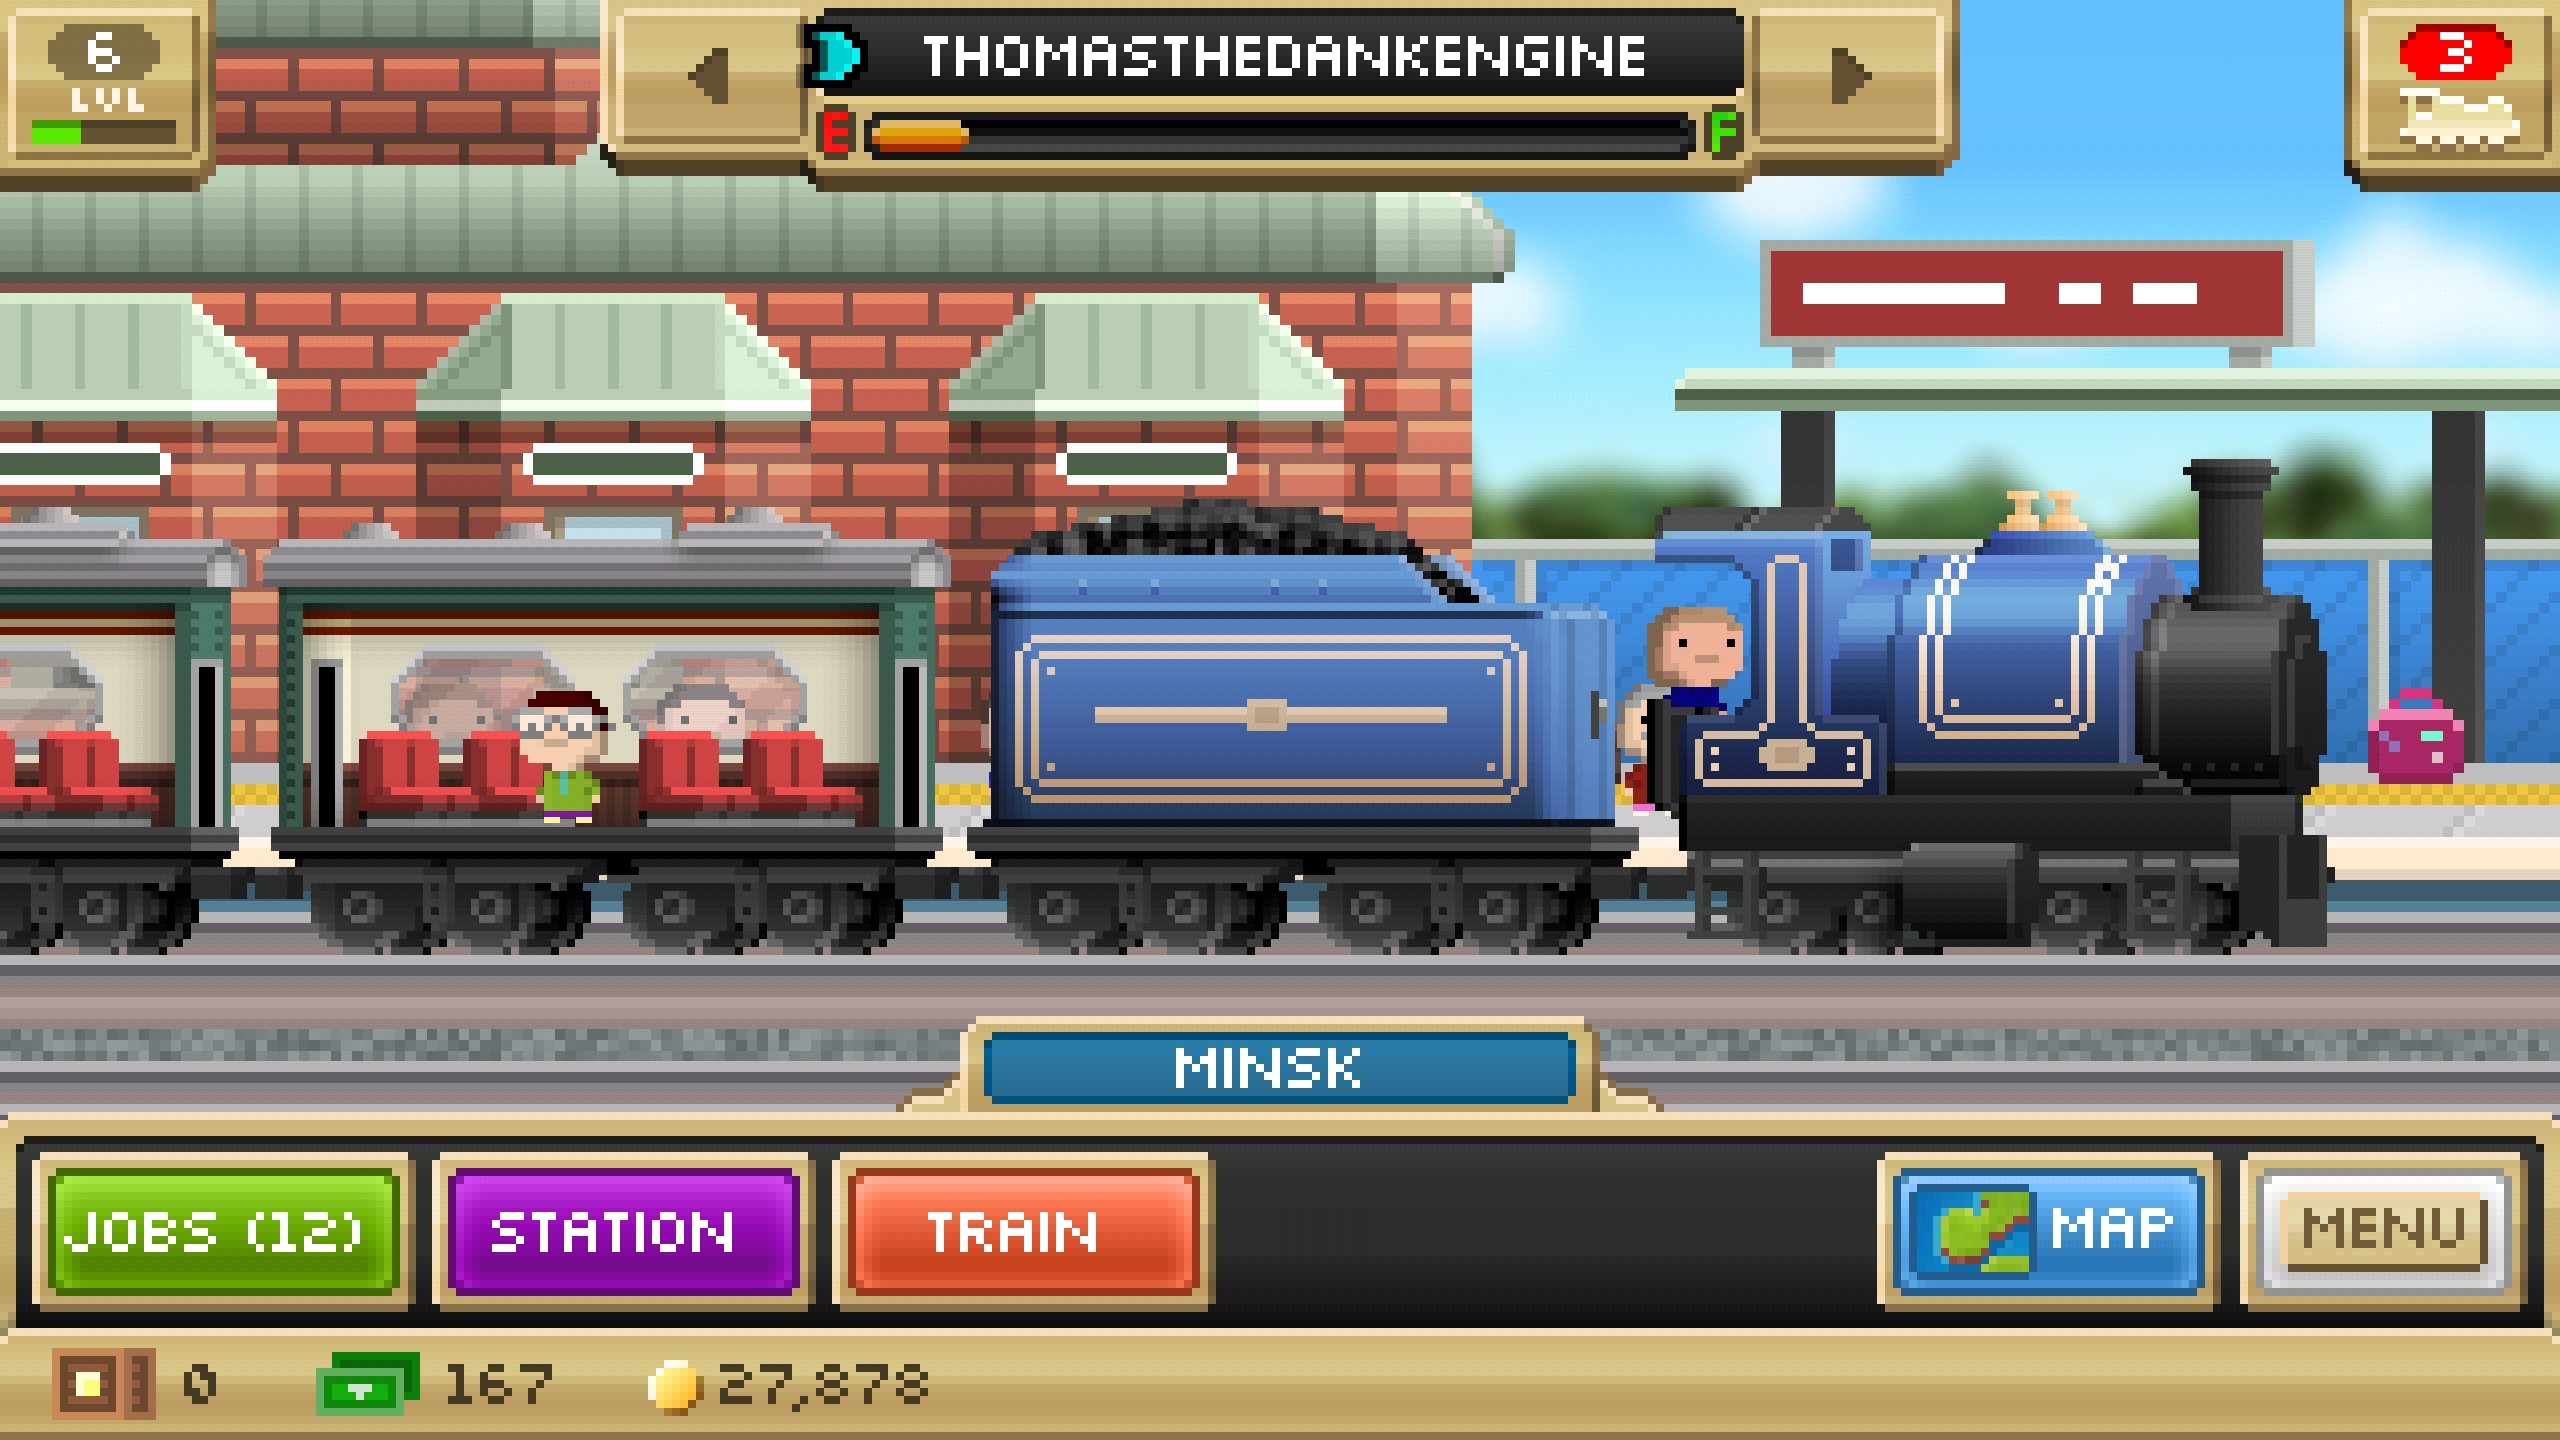 6
LVL
THOMASTHEDANKENGINE
E F
3
MINSK
JOBS (12) STATION TRAIN MAP MENU
0 167 27,878